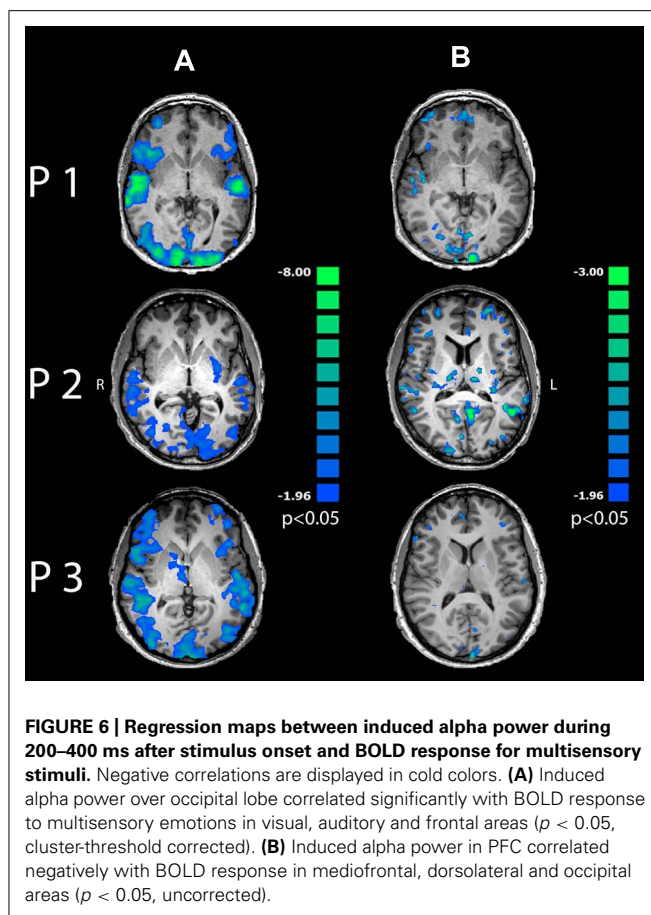 A
B
P 1
-8.00
-3.00
P 2
R
L
-1.96
-1.96
p<0.05
p<0.05
P 3
FIGURE 6 | Regression maps between induced alpha power during
200–400 ms after stimulus onset and BOLD response for multisensory
stimuli. Negative correlations are displayed in cold colors. (A) Induced
alpha power over occipital lobe correlated significantly with BOLD response
to multisensory emotions in visual, auditory and frontal areas (p < 0.05,
cluster-threshold corrected). (B) Induced alpha power in PFC correlated
negatively with BOLD response in mediofrontal, dorsolateral and occipital
areas (p < 0.05, uncorrected).